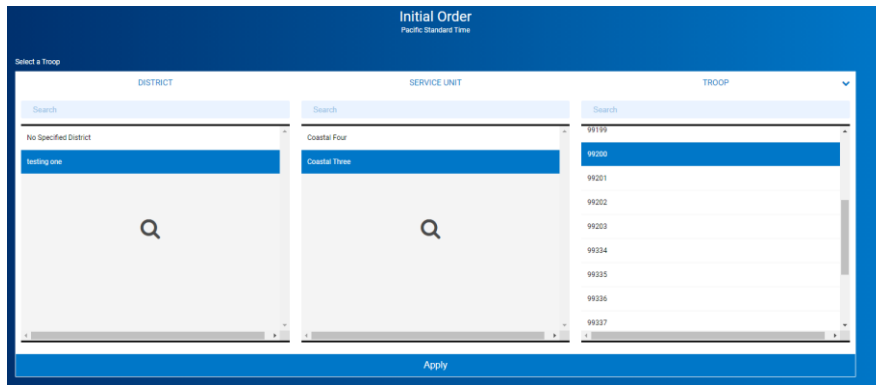 Initial Order
Pacific Standard Time
Select a Troop
DISTRICT
SERVICE UNIT
TROOP
Search
Search
Search
No Specified District
testing one
Coastal Four
Coastal Three
99199
99200
99201
99202
99203
99334
99335
99336
99337
Apply